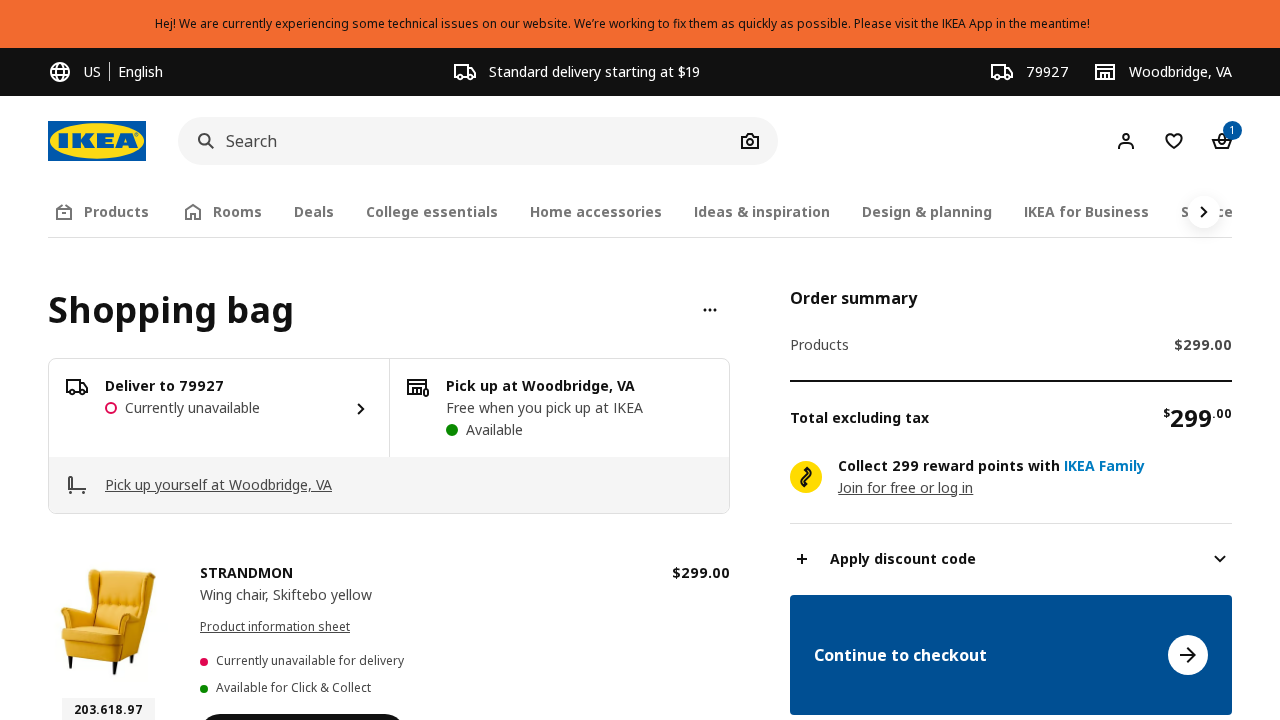 Hej! We are currently experiencing some technical issues on our website. We’re working to fix them as quickly as possible. Please visit the IKEA App in the meantime!
US English
Standard delivery starting at $19
79927
Woodbridge, VA
IKEA
Search
1
Products
Rooms
Deals
College essentials
Home accessories
Ideas & inspiration
Design & planning
IKEA for Business
Shopping bag
Deliver to 79927
Currently unavailable
Pick up at Woodbridge, VA
Free when you pick up at IKEA
Available
Pick up yourself at Woodbridge, VA
STRANDMON
$299.00
Wing chair, Skiftebo yellow
Product information sheet
Currently unavailable for delivery
Available for Click & Collect
203.618.97
Order summary
Products $299.00
Total excluding tax $299.00
Collect 299 reward points with IKEA Family
Join for free or log in
Apply discount code
Continue to checkout